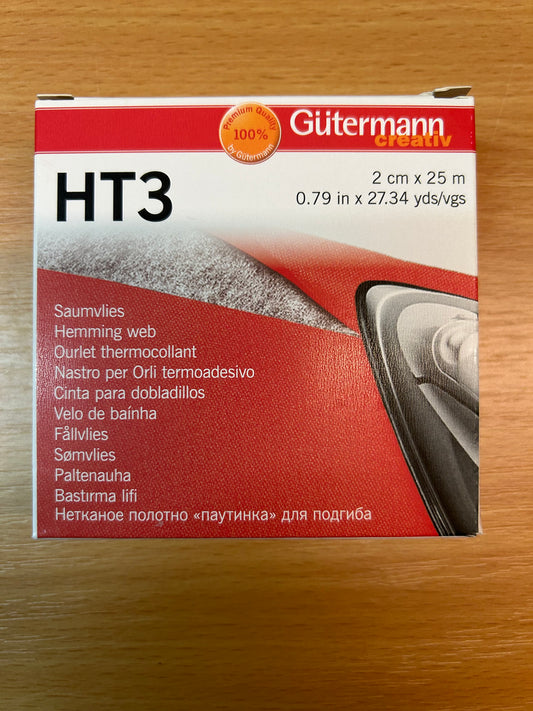 Premium Quality
100%
by Gütermann
Gütermann
creativ
HT3
2 cm x 25 m
0.79 in x 27.34 yds/vgs
Saumvlies
Hemming web
Ourlet thermocollant
Nastro per Orli termoadesivo
Cinta para dobladillos
Velo de baínha
Fållvlies
Sømvlies
Paltenauha
Bastırma lifi
Нетканое полотно «паутинка» для подгиба